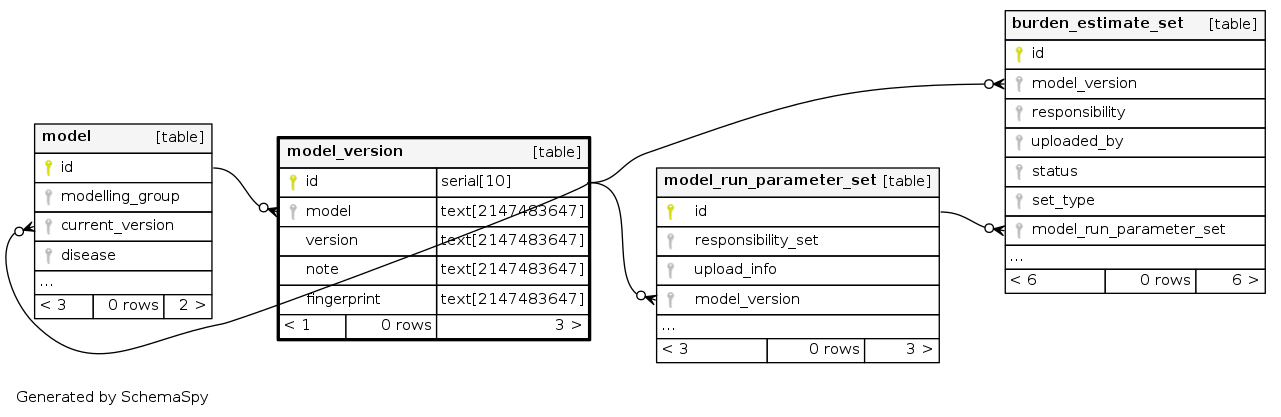 burden_estimate_set [table]
id
model_version
responsibility
uploaded_by
status
set_type
model_run_parameter_set
...
< 6 0 rows 6 >
model [table]
id
modelling_group
current_version
disease
...
< 3 0 rows 2 >
model_version [table]
id serial[10]
model text[2147483647]
version text[2147483647]
note text[2147483647]
fingerprint text[2147483647]
< 1 0 rows 3 >
model_run_parameter_set [table]
id
responsibility_set
upload_info
model_version
...
< 3 0 rows 3 >
Generated by SchemaSpy